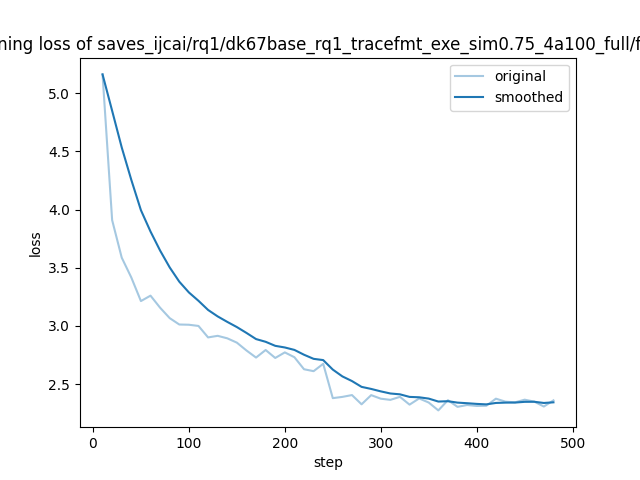 ning loss of saves_ijcai/rq1/dk67base_rq1_tracefmt_exe_sim0.75_4a100_full/f
original
smoothed
5.0
4.5
4.0
3.5
3.0
2.5
loss
0 100 200 300 400 500
step